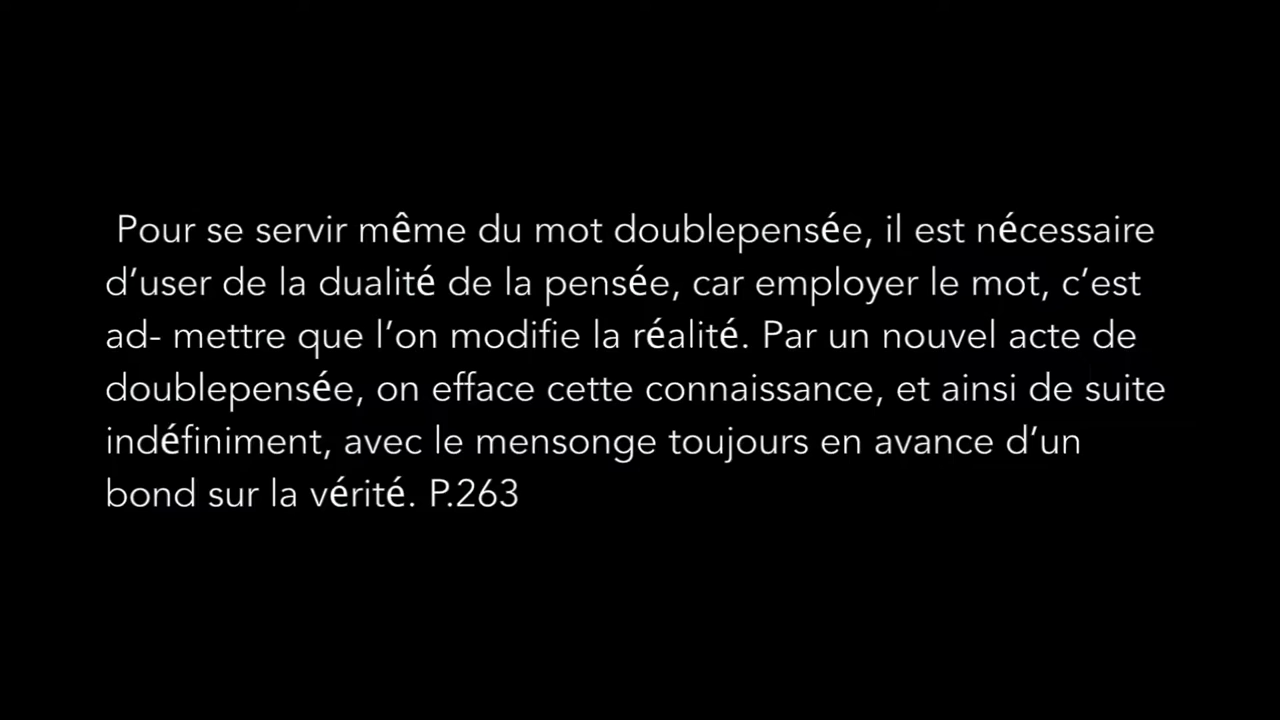 Pour se servir même du mot doublepensée, il est nécessaire
d’user de la dualité de la pensée, car employer le mot, c’est
ad- mettre que l’on modifie la réalité. Par un nouvel acte de
doublepensée, on efface cette connaissance, et ainsi de suite
indéfiniment, avec le mensonge toujours en avance d’un
bond sur la vérité. P.263